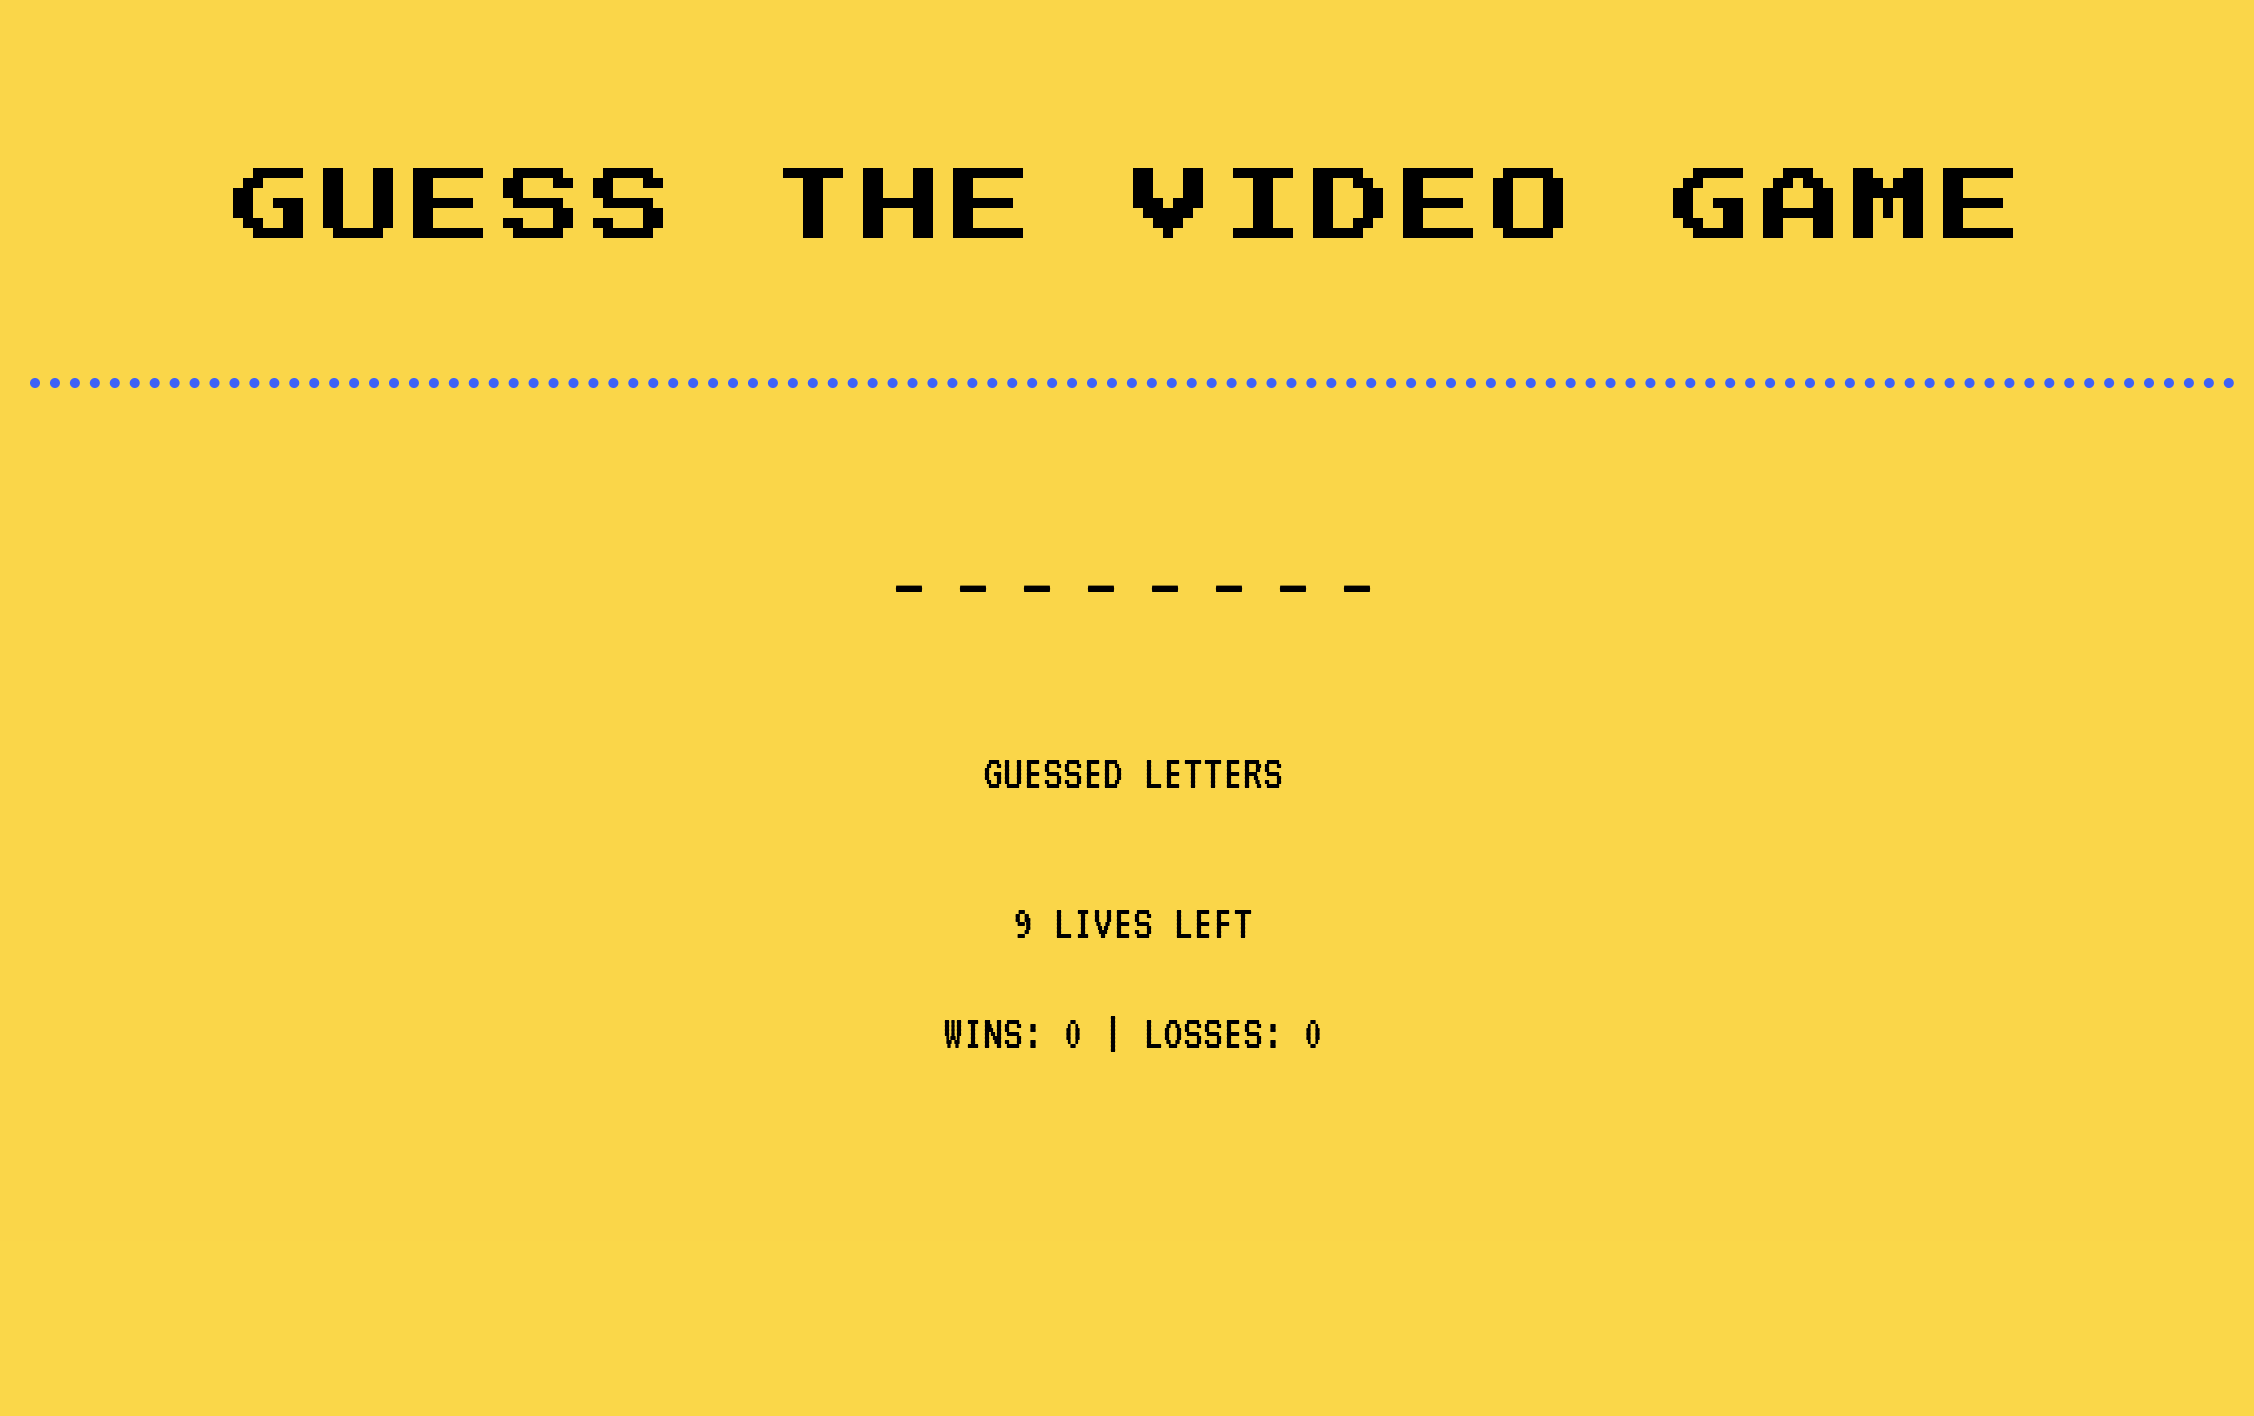 GUESS THE VIDEO GAME
_ _ _ _ _ _ _ _
GUESSED LETTERS
9 LIVES LEFT
WINS: 0 | LOSSES: 0